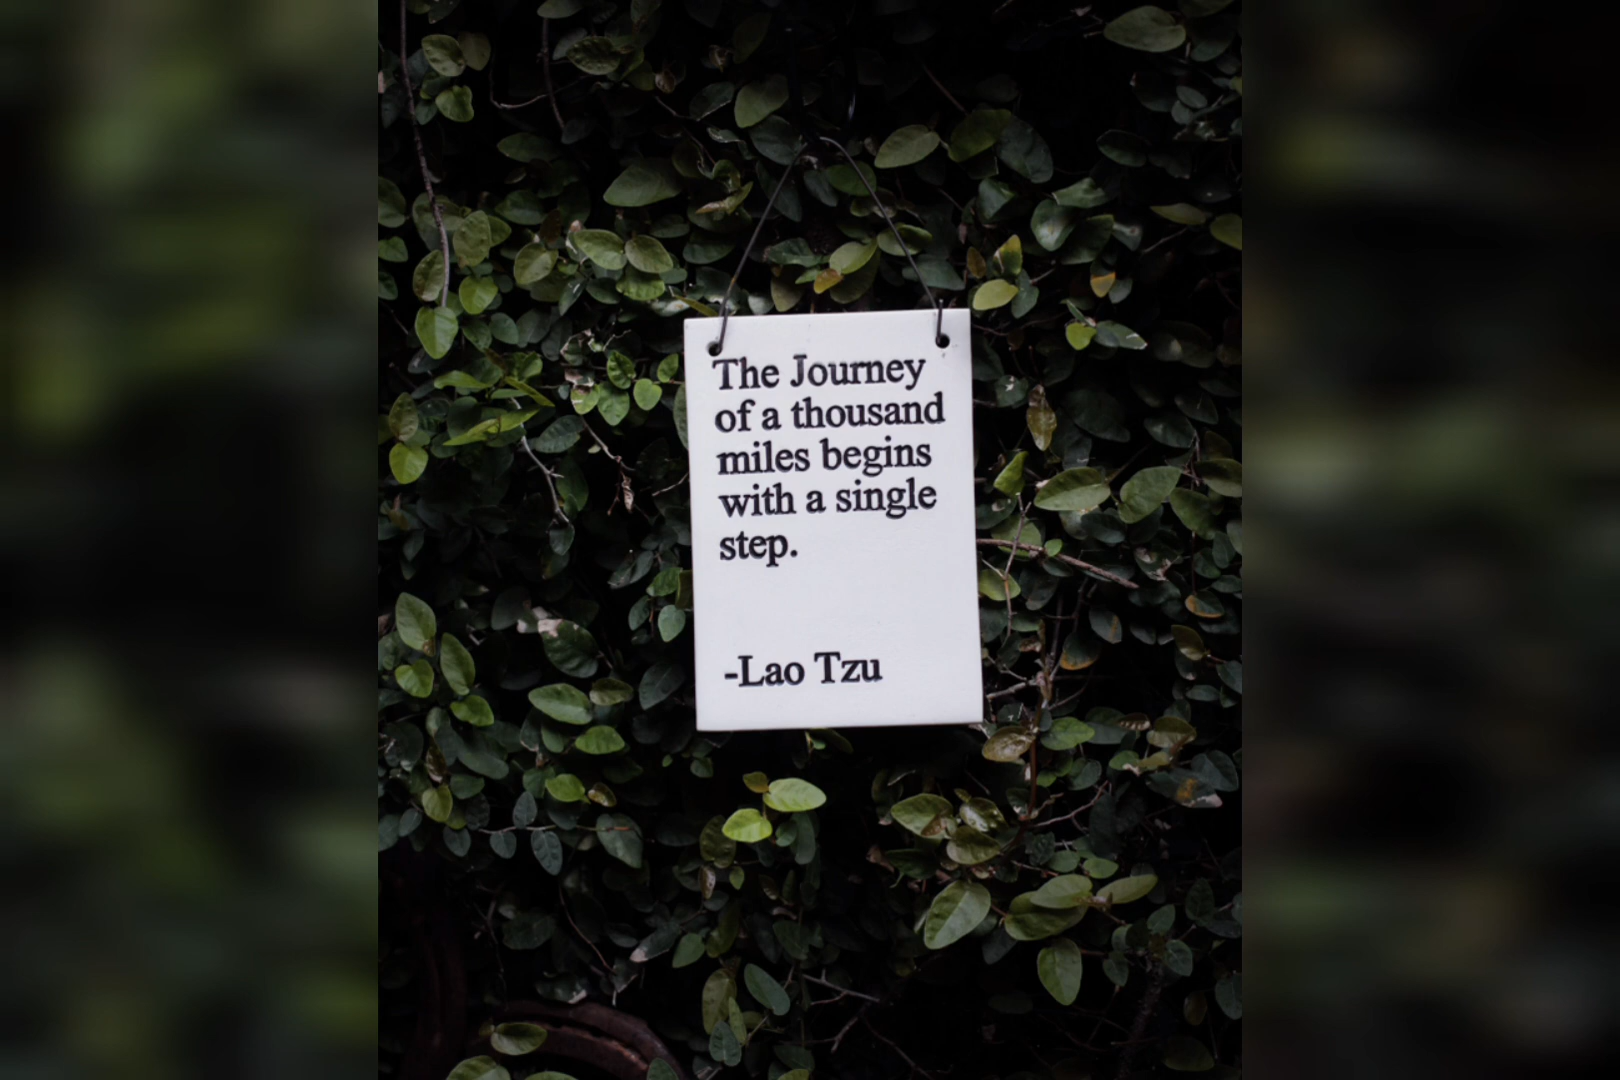 The Journey
of a thousand
miles begins
with a single
step.
-Lao Tzu